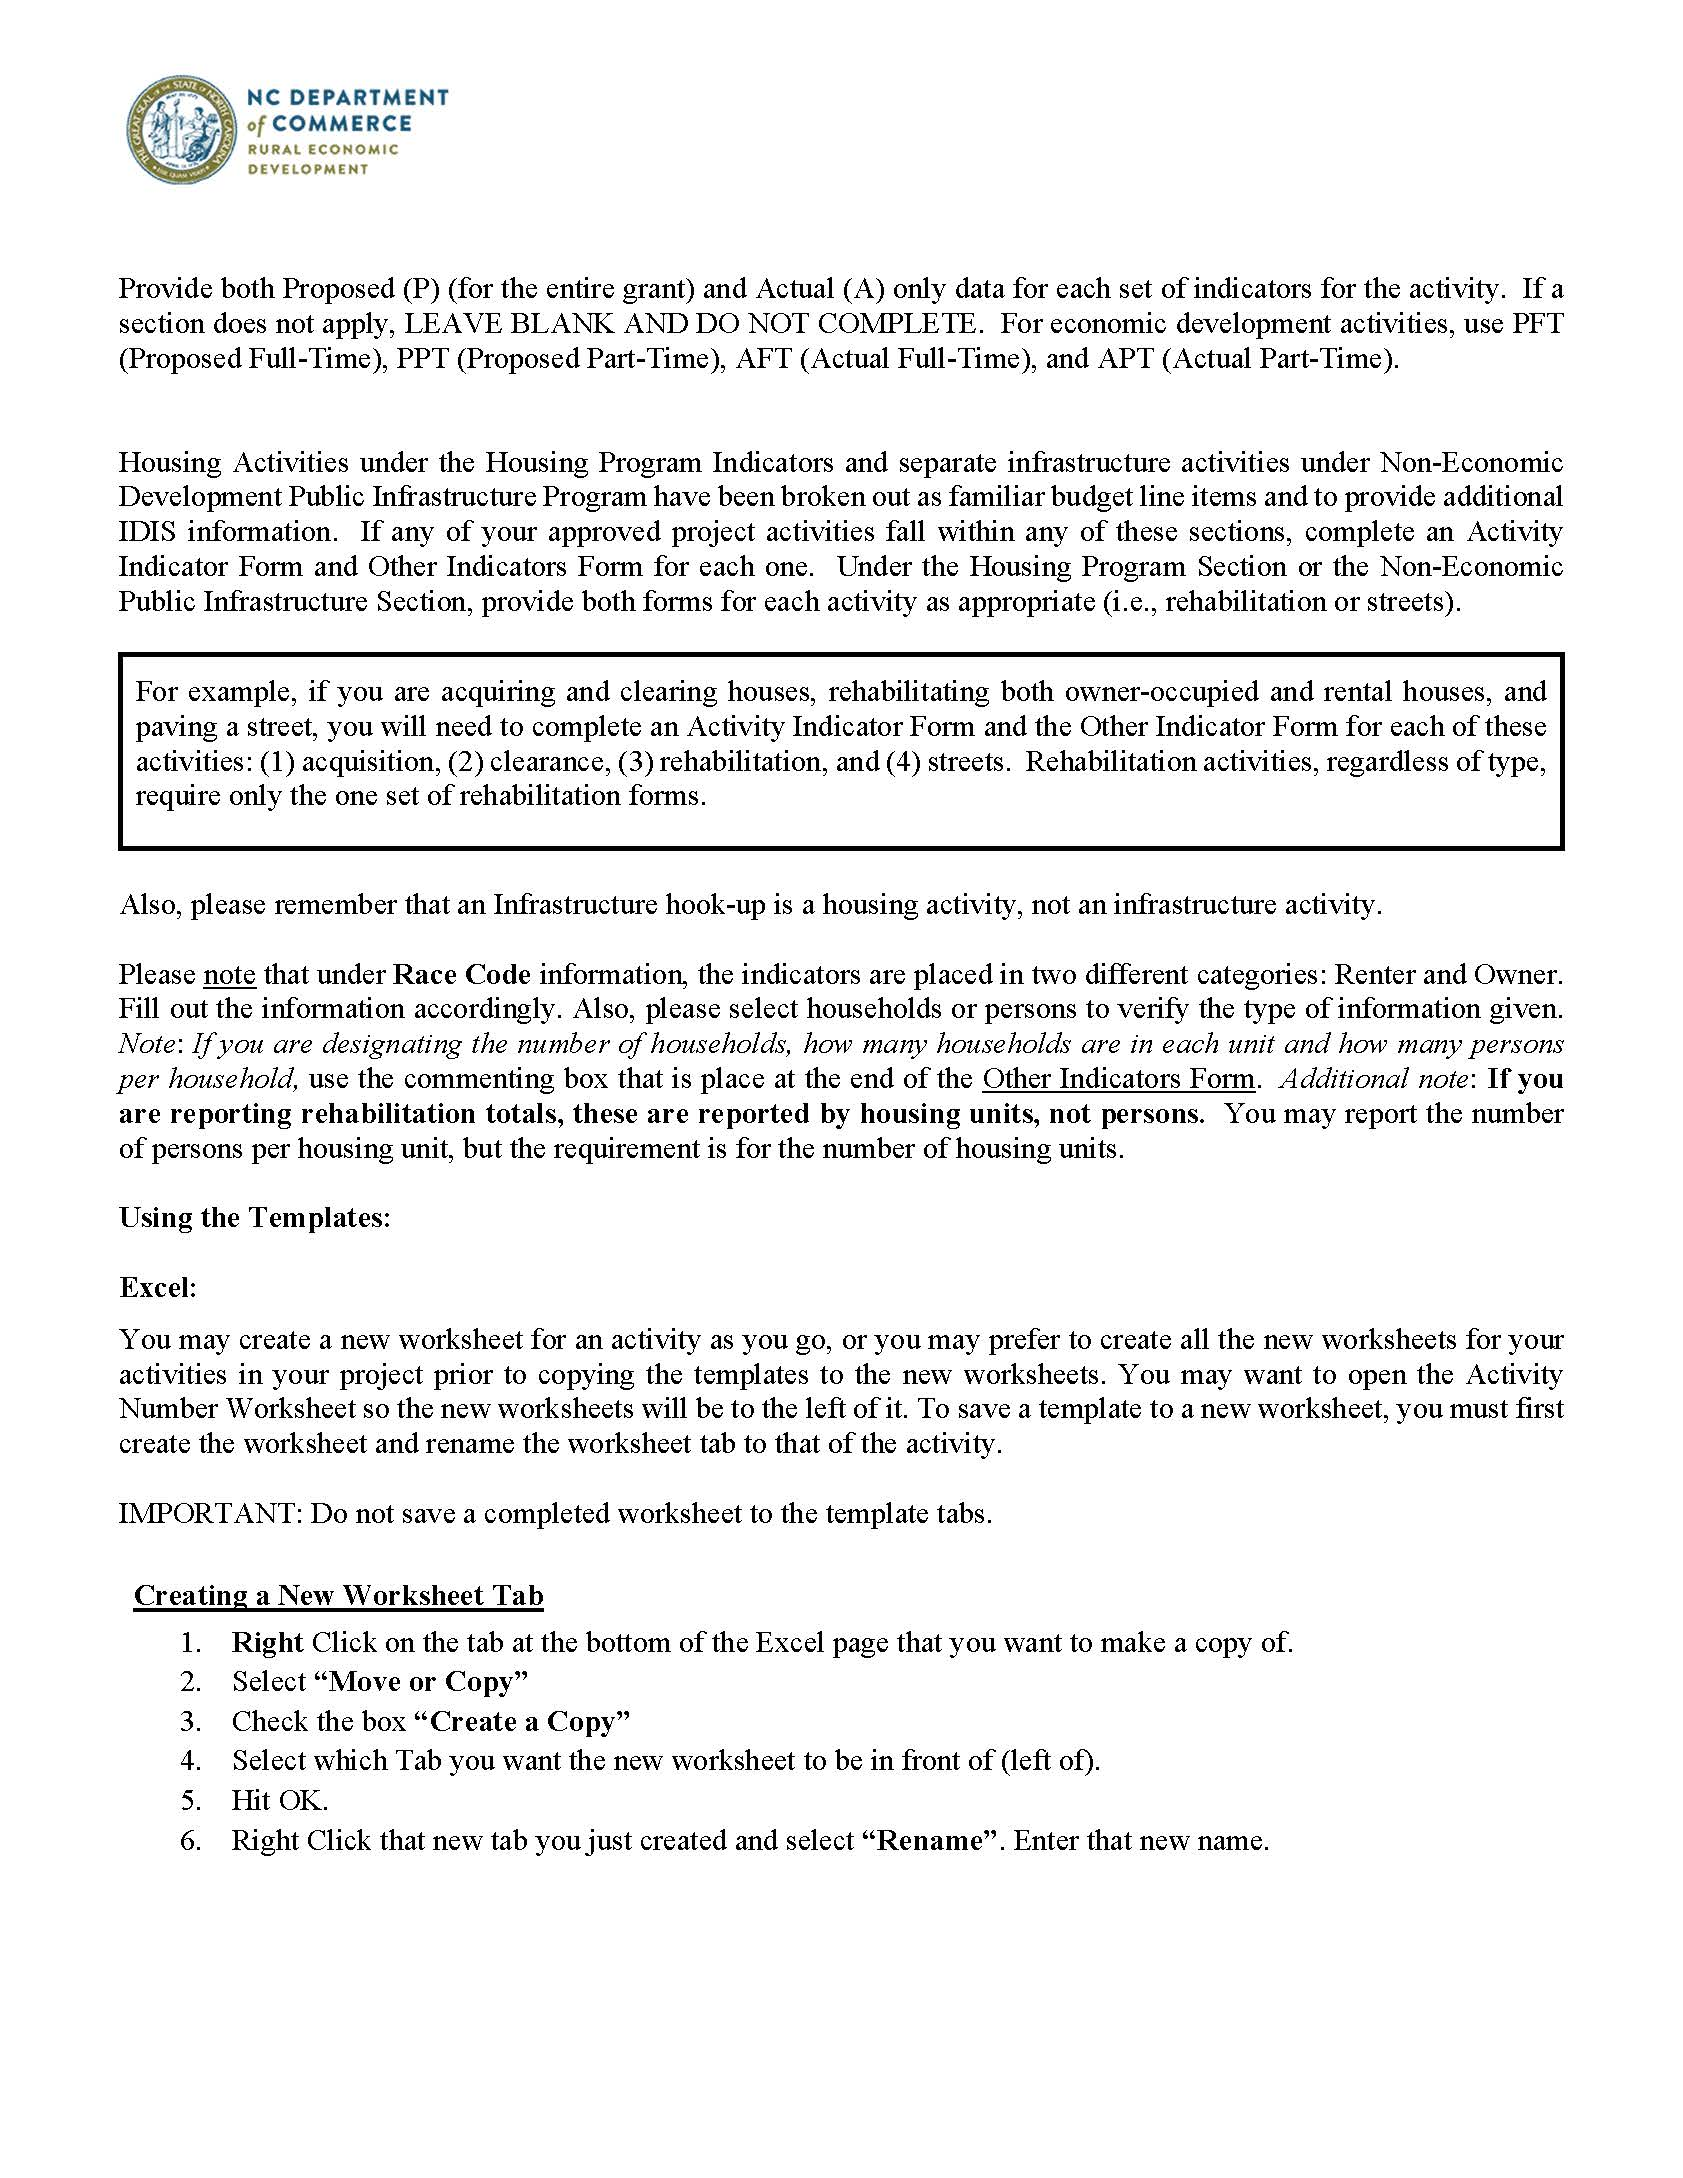 NC DEPARTMENT
of COMMERCE
RURAL ECONOMIC
DEVELOPMENT
Provide both Proposed (P) (for the entire grant) and Actual (A) only data for each set of indicators for the activity. If a
section does not apply, LEAVE BLANK AND DO NOT COMPLETE. For economic development activities, use PFT
(Proposed Full-Time), PPT (Proposed Part-Time), AFT (Actual Full-Time), and APT (Actual Part-Time).
Housing Activities under the Housing Program Indicators and separate infrastructure activities under Non-Economic
Development Public Infrastructure Program have been broken out as familiar budget line items and to provide additional
IDIS information. If any of your approved project activities fall within any of these sections, complete an Activity
Indicator Form and Other Indicators Form for each one. Under the Housing Program Section or the Non-Economic
Public Infrastructure Section, provide both forms for each activity as appropriate (i.e., rehabilitation or streets).
For example, if you are acquiring and clearing houses, rehabilitating both owner-occupied and rental houses, and
paving a street, you will need to complete an Activity Indicator Form and the Other Indicator Form for each of these
activities: (1) acquisition, (2) clearance, (3) rehabilitation, and (4) streets. Rehabilitation activities, regardless of type,
require only the one set of rehabilitation forms.
Also, please remember that an Infrastructure hook-up is a housing activity, not an infrastructure activity.
Please note that under Race Code information, the indicators are placed in two different categories: Renter and Owner.
Fill out the information accordingly. Also, please select households or persons to verify the type of information given.
Note: If you are designating the number of households, how many households are in each unit and how many persons
per household, use the commenting box that is place at the end of the Other Indicators Form. Additional note: If you
are reporting rehabilitation totals, these are reported by housing units, not persons. You may report the number
of persons per housing unit, but the requirement is for the number of housing units.
Using the Templates:
Excel:
You may create a new worksheet for an activity as you go, or you may prefer to create all the new worksheets for your
activities in your project prior to copying the templates to the new worksheets. You may want to open the Activity
Number Worksheet so the new worksheets will be to the left of it. To save a template to a new worksheet, you must first
create the worksheet and rename the worksheet tab to that of the activity.
IMPORTANT: Do not save a completed worksheet to the template tabs.
Creating a New Worksheet Tab
1. Right Click on the tab at the bottom of the Excel page that you want to make a copy of.
2. Select “Move or Copy”
3. Check the box “Create a Copy”
4. Select which Tab you want the new worksheet to be in front of (left of).
5. Hit OK.
6. Right Click that new tab you just created and select “Rename”. Enter that new name.